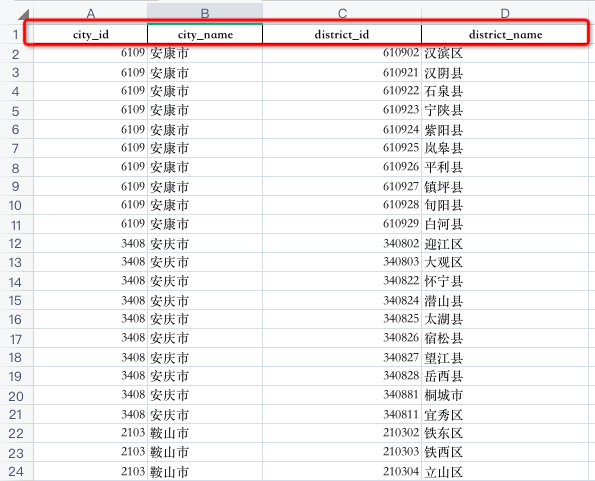 A B C D
1 city_id city_name district_id district_name
2 6109 安康市 610902 汉滨区
3 6109 安康市 610921 汉阴县
4 6109 安康市 610922 石泉县
5 6109 安康市 610923 宁陕县
6 6109 安康市 610924 紫阳县
7 6109 安康市 610925 岚皋县
8 6109 安康市 610926 平利县
9 6109 安康市 610927 镇坪县
10 6109 安康市 610928 旬阳县
11 6109 安康市 610929 白河县
12 3408 安庆市 340802 迎江区
13 3408 安庆市 340803 大观区
14 3408 安庆市 340822 怀宁县
15 3408 安庆市 340824 潜山县
16 3408 安庆市 340825 太湖县
17 3408 安庆市 340826 宿松县
18 3408 安庆市 340827 望江县
19 3408 安庆市 340828 岳西县
20 3408 安庆市 340881 桐城市
21 3408 安庆市 340811 宜秀区
22 2103 鞍山市 210302 铁东区
23 2103 鞍山市 210303 铁西区
24 2103 鞍山市 210304 立山区